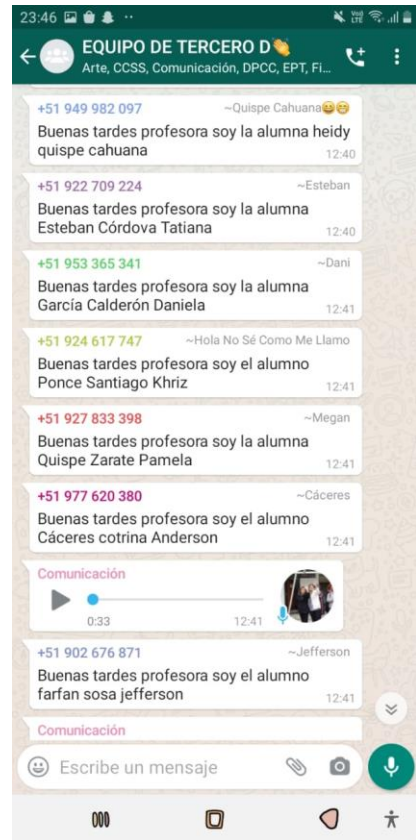 23:46
EQUIPO DE TERCERO D👏
Arte, CCSS, Comunicación, DPCC, EPT, Fi...
+51 949 982 097 ~Quispe Cahuana😄😁
Buenas tardes profesora soy la alumna heidy
quispe cahuana 12:40
+51 922 709 224 ~Esteban
Buenas tardes profesora soy la alumna
Esteban Córdova Tatiana 12:40
+51 953 365 341 ~Dani
Buenas tardes profesora soy la alumna
García Calderón Daniela 12:41
+51 924 617 747 ~Hola No Sé Como Me Llamo
Buenas tardes profesora soy el alumno
Ponce Santiago Khriz 12:41
+51 927 833 398 ~Megan
Buenas tardes profesora soy la alumna
Quispe Zarate Pamela 12:41
+51 977 620 380 ~Cáceres
Buenas tardes profesora soy el alumno
Cáceres cotrina Anderson 12:41
Comunicación
0:33 12:41
+51 902 676 871 ~Jefferson
Buenas tardes profesora soy el alumno
farfan sosa jefferson 12:41
Comunicación
Escribe un mensaje